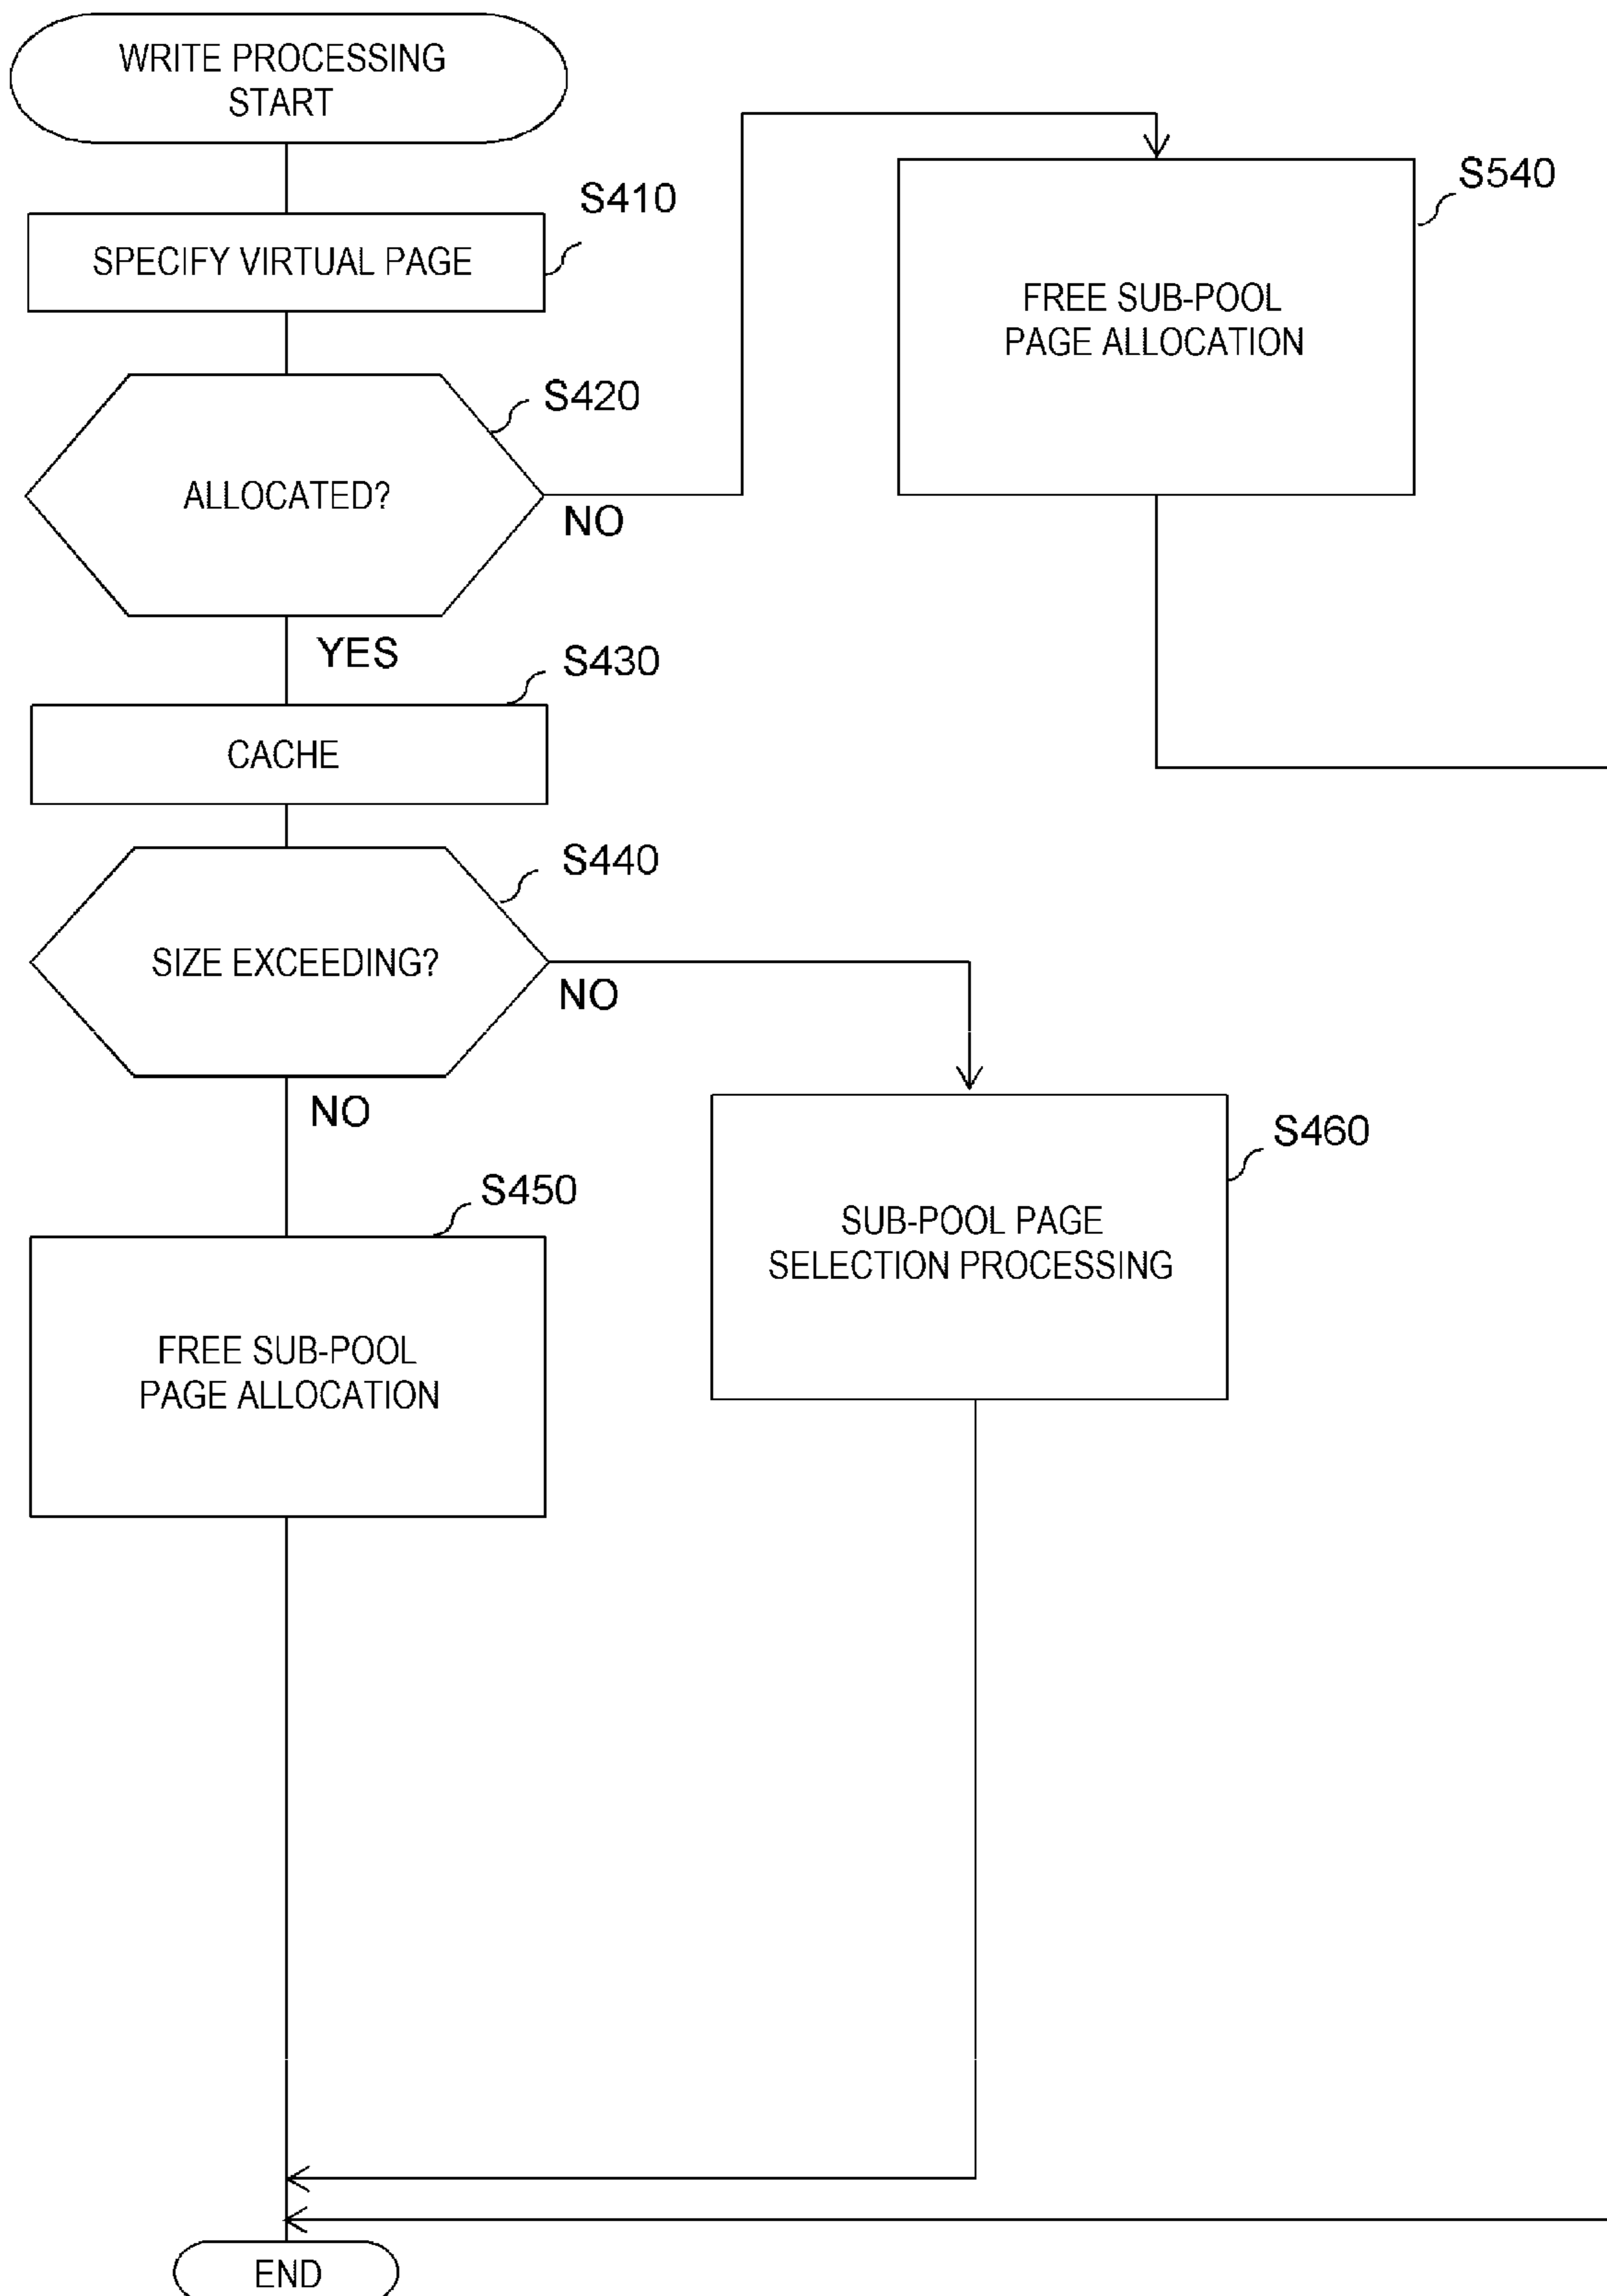 WRITE PROCESSING
START
S410
SPECIFY VIRTUAL PAGE
S420
ALLOCATED?
NO
YES
S540
FREE SUB-POOL
PAGE ALLOCATION
S430
CACHE
S440
SIZE EXCEEDING?
NO
NO
S450
FREE SUB-POOL
PAGE ALLOCATION
S460
SUB-POOL PAGE
SELECTION PROCESSING
END